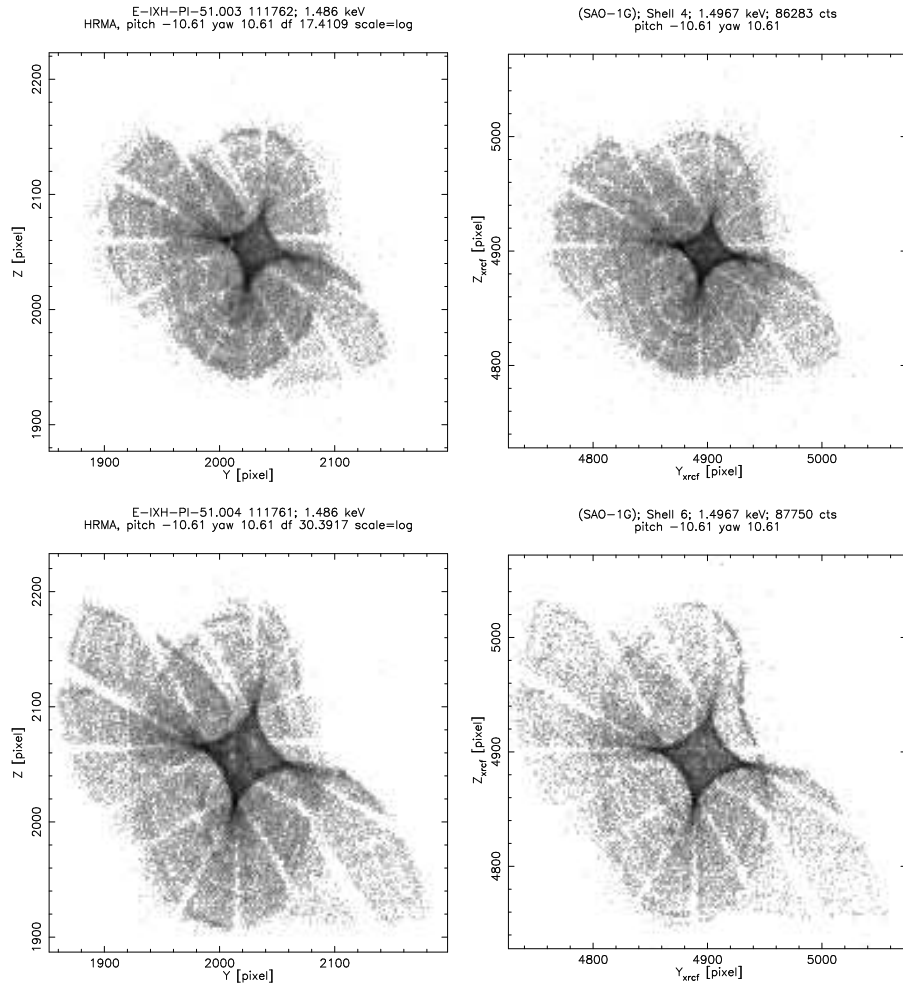 E-IXH-PI-51.003 111762; 1.486 keV
HRMA, pitch -10.61 yaw 10.61 df 17.4109 scale=log
Z [pixel]
2200
2100
2000
1900
1900 2000 2100
Y [pixel]
(SAO-1G); Shell 4; 1.4967 keV; 86283 cts
pitch -10.61 yaw 10.61
Zxrcf [pixel]
5000
4900
4800
4800 4900 5000
Yxrcf [pixel]
E-IXH-PI-51.004 111761; 1.486 keV
HRMA, pitch -10.61 yaw 10.61 df 30.3917 scale=log
Z [pixel]
2200
2100
2000
1900
1900 2000 2100
Y [pixel]
(SAO-1G); Shell 6; 1.4967 keV; 87750 cts
pitch -10.61 yaw 10.61
Zxrcf [pixel]
5000
4900
4800
4800 4900 5000
Yxrcf [pixel]